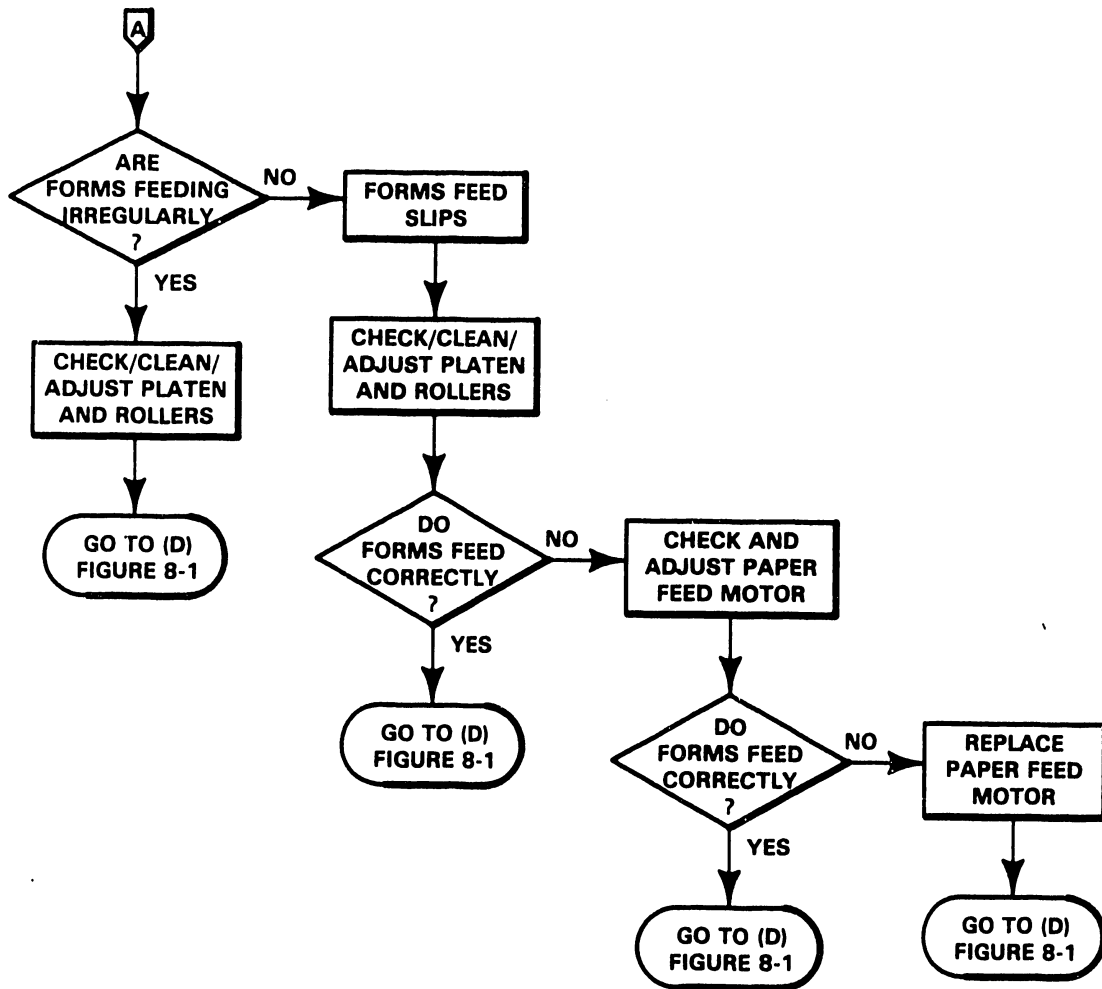 A
ARE
FORMS FEEDING
IRREGULARLY
?
NO
YES
FORMS FEED
SLIPS
CHECK/CLEAN/
ADJUST PLATEN
AND ROLLERS
GO TO (D)
FIGURE 8-1
CHECK/CLEAN/
ADJUST PLATEN
AND ROLLERS
DO
FORMS FEED
CORRECTLY
?
NO
YES
GO TO (D)
FIGURE 8-1
CHECK AND
ADJUST PAPER
FEED MOTOR
DO
FORMS FEED
CORRECTLY
?
NO
YES
GO TO (D)
FIGURE 8-1
REPLACE
PAPER FEED
MOTOR
GO TO (D)
FIGURE 8-1